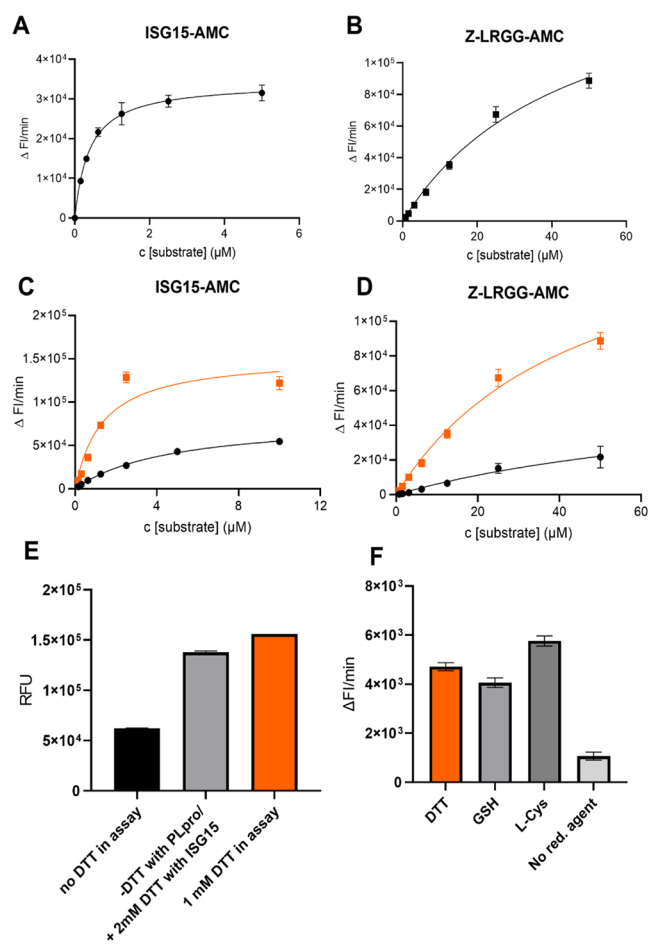 A
ISG15-AMC
Δ FI/min
4×10⁴
3×10⁴
2×10⁴
1×10⁴
0
0 2 4 6
c [substrate] (µM)
B
Z-LRGG-AMC
Δ FI/min
1×10⁵
8×10⁴
6×10⁴
4×10⁴
2×10⁴
0
0 20 40 60
c [substrate] (µM)
C
ISG15-AMC
Δ FI/min
2×10⁵
1.5×10⁵
1×10⁵
5×10⁴
0
0 4 8 12
c [substrate] (µM)
D
Z-LRGG-AMC
Δ FI/min
1×10⁵
8×10⁴
6×10⁴
4×10⁴
2×10⁴
0
0 20 40 60
c [substrate] (µM)
E
RFU
2×10⁵
1.5×10⁵
1×10⁵
5×10⁴
0
no DTT in assay
-DTT with PLpro/
+ 2mM DTT with ISG15
1 mM DTT in assay
F
ΔFI/min
8×10³
6×10³
4×10³
2×10³
0
DTT
GSH
L-Cys
No red. agent